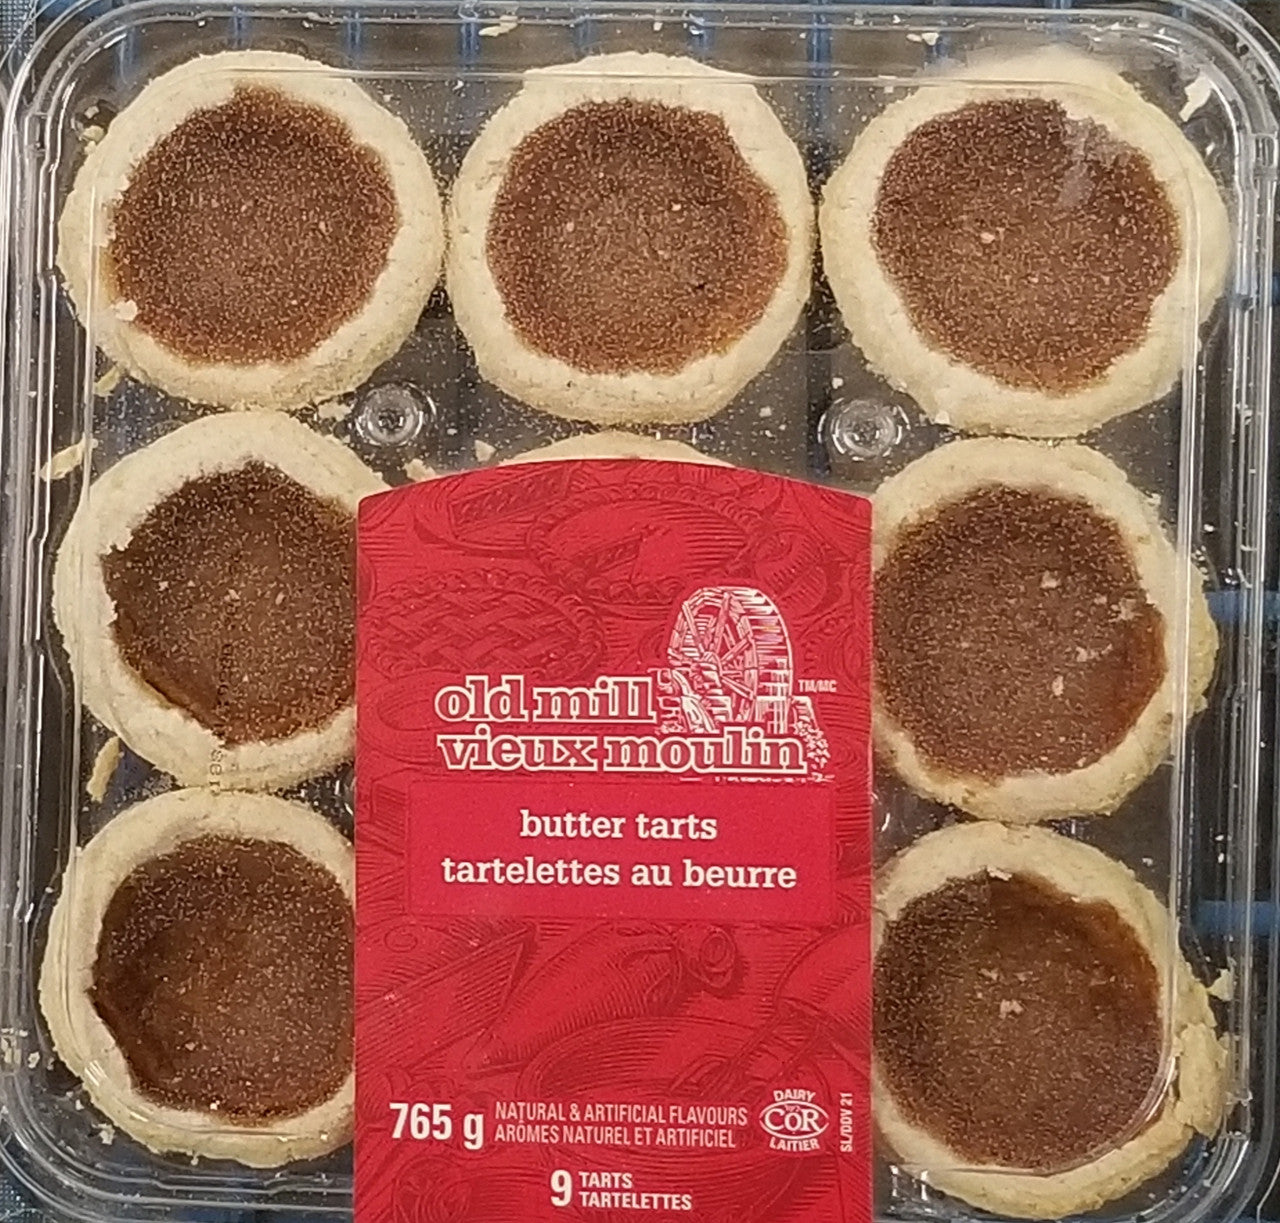 old mill
TM/MC
vieux moulin
butter tarts
tartelettes au beurre
765 g
NATURAL & ARTIFICIAL FLAVOURS
ARÔMES NATUREL ET ARTIFICIEL
DAIRY
COR
LAITIER
SL/DDV 21
9 TARTS
TARTELETTES